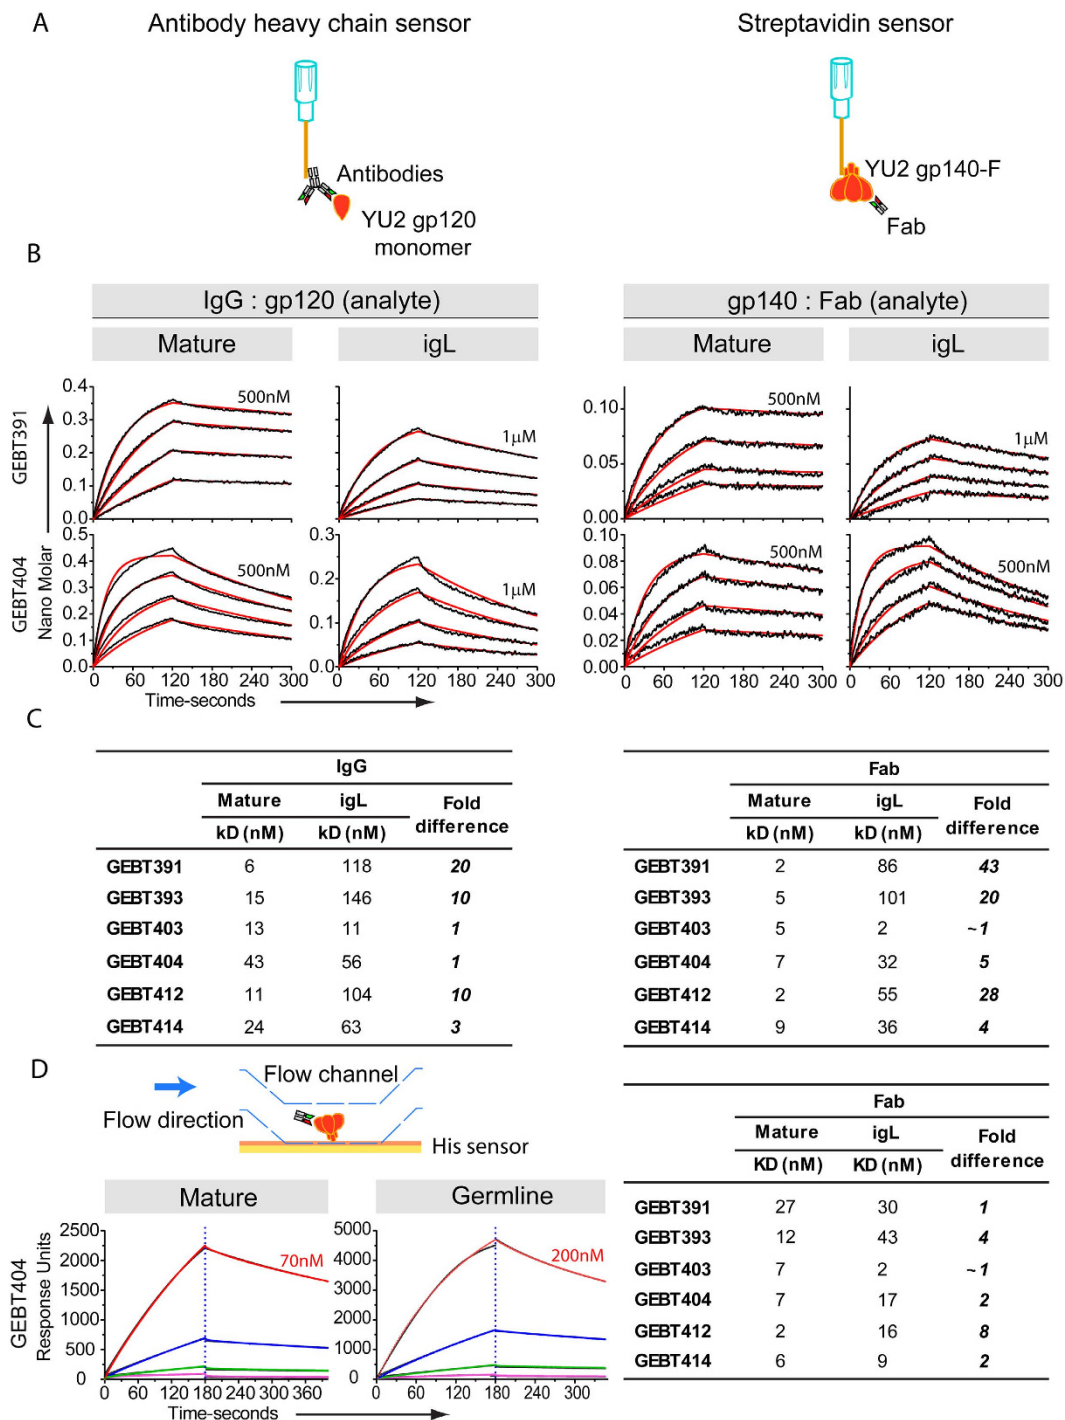 A
Antibody heavy chain sensor
Streptavidin sensor
Antibodies
YU2 gp120
monomer
YU2 gp140-F
Fab
B
IgG : gp120 (analyte)
gp140 : Fab (analyte)
Mature
igL
Mature
igL
GEBT391
0.4
0.3
0.2
0.1
0.0
500nM
1µM
0.10
0.05
0.00
500nM
1µM
GEBT404
Nano Molar
0.5
0.4
0.3
0.2
0.1
0.0
500nM
0.3
0.2
0.1
0.0
1µM
0.10
0.08
0.06
0.04
0.02
0.00
500nM
500nM
0 60 120 180 240 300
0 60 120 180 240 300
0 60 120 180 240 300
0 60 120 180 240 300
Time-seconds
C
IgG
Mature igL Fold difference
kD (nM) kD (nM)
GEBT391 6 118 20
GEBT393 15 146 10
GEBT403 13 11 1
GEBT404 43 56 1
GEBT412 11 104 10
GEBT414 24 63 3
Fab
Mature igL Fold difference
kD (nM) kD (nM)
GEBT391 2 86 43
GEBT393 5 101 20
GEBT403 5 2 ~1
GEBT404 7 32 5
GEBT412 2 55 28
GEBT414 9 36 4
D
Flow channel
Flow direction
His sensor
Mature
Germline
GEBT404
Response Units
2500
2000
1500
1000
500
0
70nM
5000
4000
3000
2000
1000
0
200nM
0 60 120 180 240 300 360
0 60 120 180 240 300
Time-seconds
Fab
Mature igL Fold difference
KD (nM) KD (nM)
GEBT391 27 30 1
GEBT393 12 43 4
GEBT403 7 2 ~1
GEBT404 7 17 2
GEBT412 2 16 8
GEBT414 6 9 2